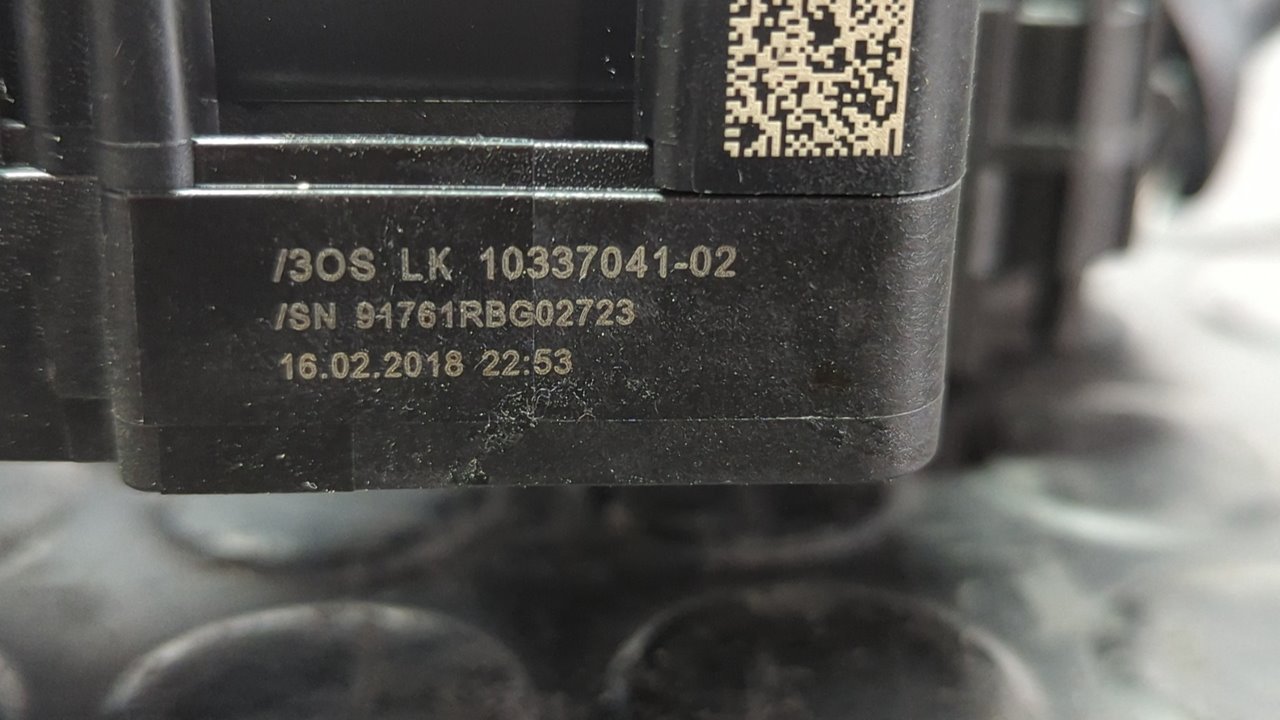 /3OS LK 10337041-02
/SN 91761RBG02723
16.02.2018 22:53